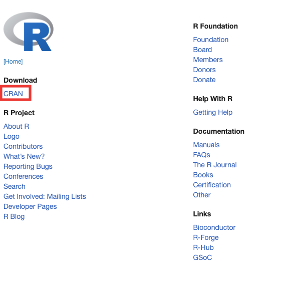 R
[Home]
Download
CRAN
R Project
About R
Logo
Contributors
What's New?
Reporting Bugs
Conferences
Search
Get Involved: Mailing Lists
Developer Pages
R Blog
R Foundation
Foundation
Board
Members
Donors
Donate
Help With R
Getting Help
Documentation
Manuals
FAQs
The R Journal
Books
Certification
Other
Links
Bioconductor
R-Forge
R-Hub
GSoC